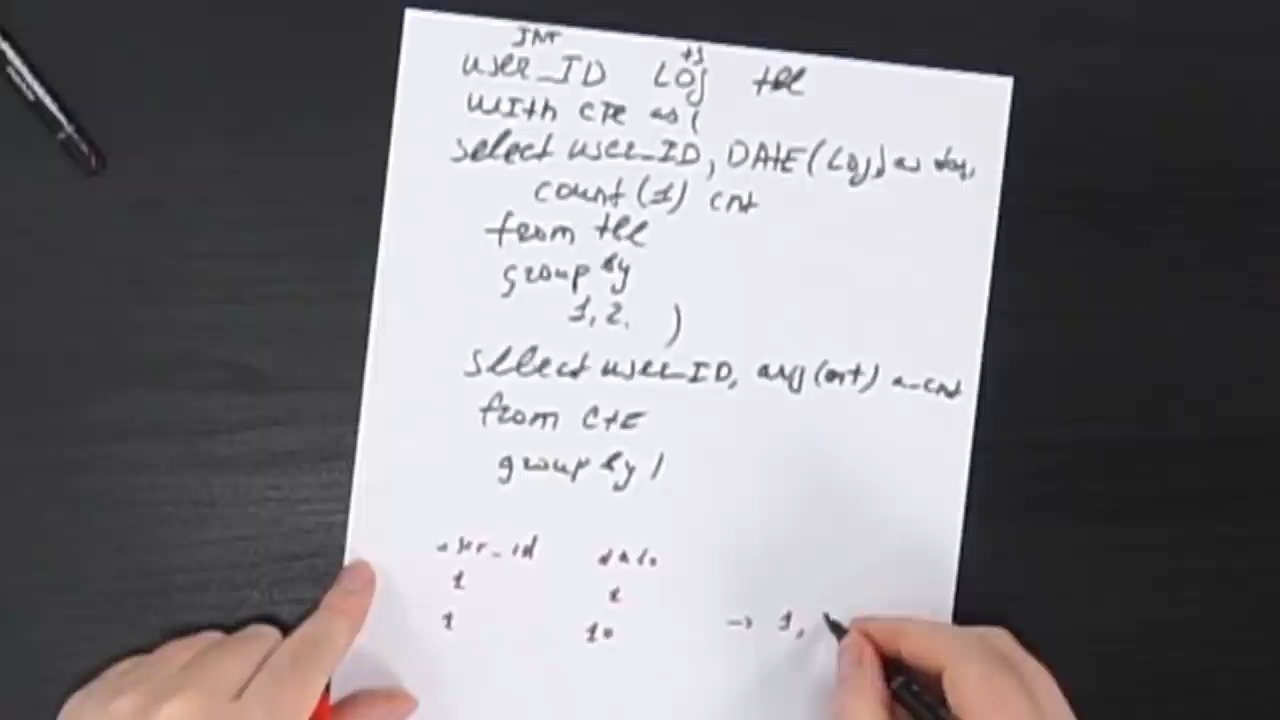 INT ts
user_ID Log tbl
with cte as (
select user_ID, DATE(Log) as day,
count(1) cnt
from tbl
group by
1, 2. )
select user_ID, avg(cnt) a_cnt
from cte
group by 1
user_id date
1 1
1 10 -> 1,